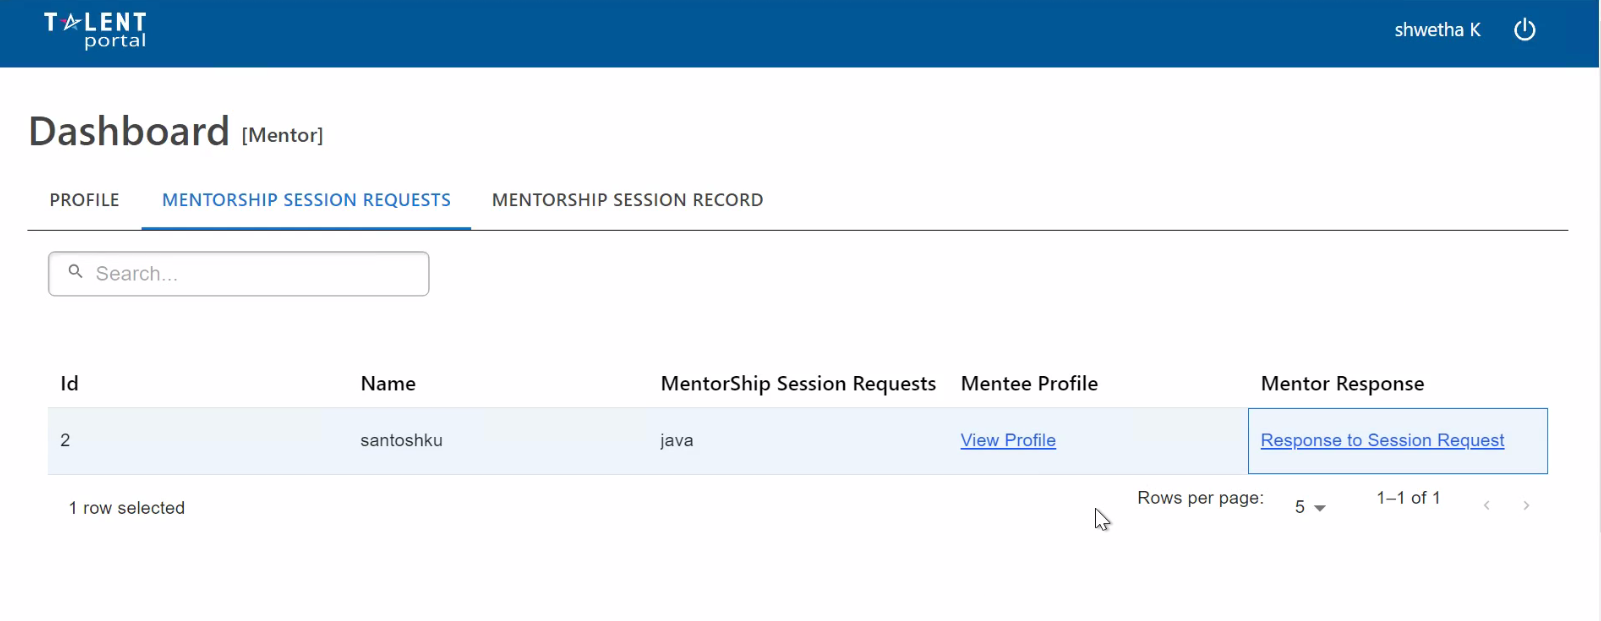 TALENT
portal
shwetha K
Dashboard [Mentor]
PROFILE MENTORSHIP SESSION REQUESTS MENTORSHIP SESSION RECORD
Search...
Id Name MentorShip Session Requests Mentee Profile Mentor Response
2 santoshku java View Profile Response to Session Request
1 row selected Rows per page: 5 1–1 of 1